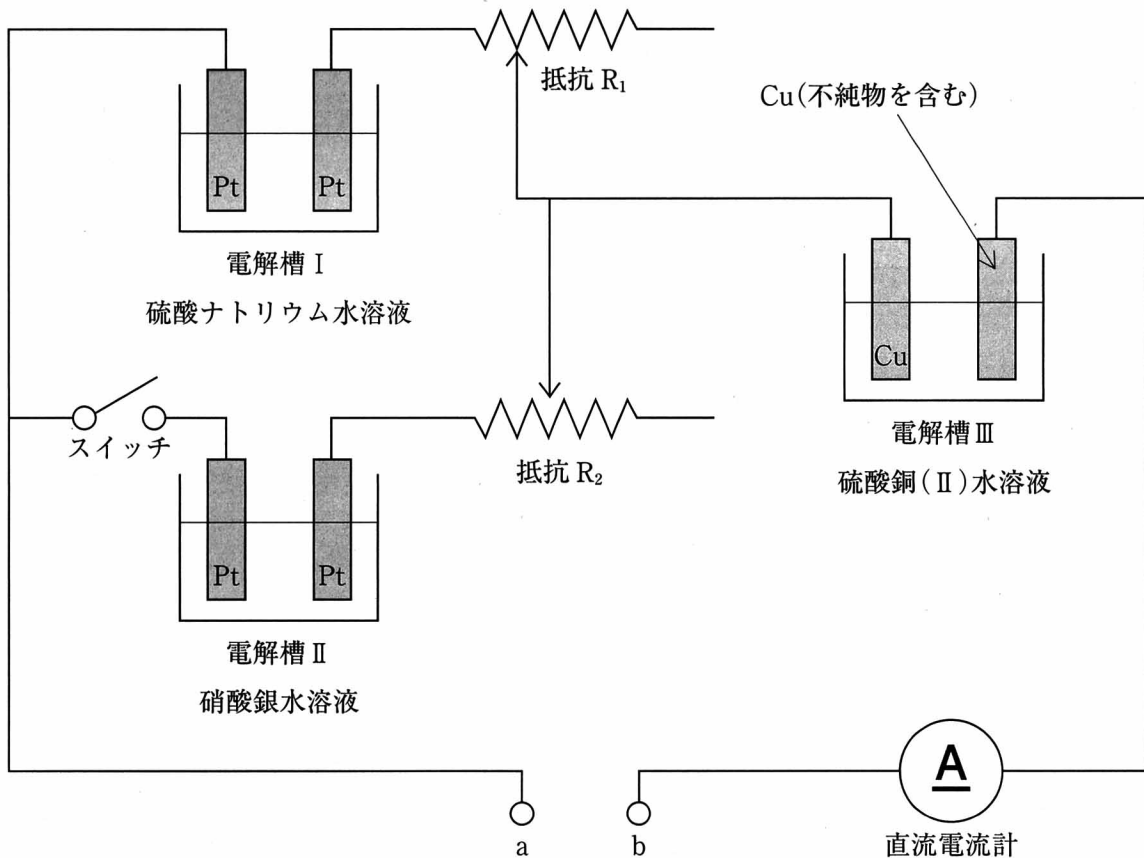 抵抗 R₁
Cu(不純物を含む)
Pt
Pt
電解槽 Ⅰ
硫酸ナトリウム水溶液
Cu
電解槽 Ⅲ
硫酸銅(Ⅱ)水溶液
スイッチ
抵抗 R₂
Pt
Pt
電解槽 Ⅱ
硝酸銀水溶液
A
a
b
直流電流計